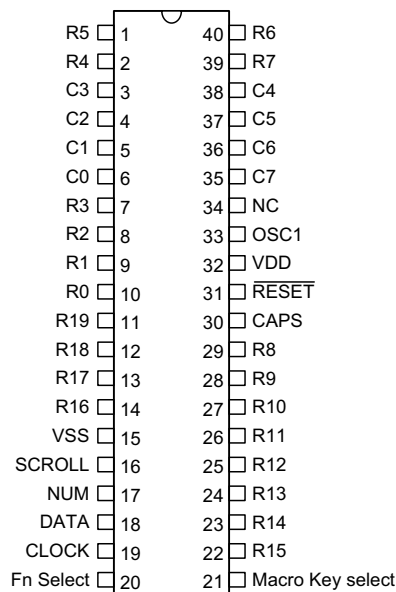 R5 1 40 R6
R4 2 39 R7
C3 3 38 C4
C2 4 37 C5
C1 5 36 C6
C0 6 35 C7
R3 7 34 NC
R2 8 33 OSC1
R1 9 32 VDD
R0 10 31 RESET
R19 11 30 CAPS
R18 12 29 R8
R17 13 28 R9
R16 14 27 R10
VSS 15 26 R11
SCROLL 16 25 R12
NUM 17 24 R13
DATA 18 23 R14
CLOCK 19 22 R15
Fn Select 20 21 Macro Key select